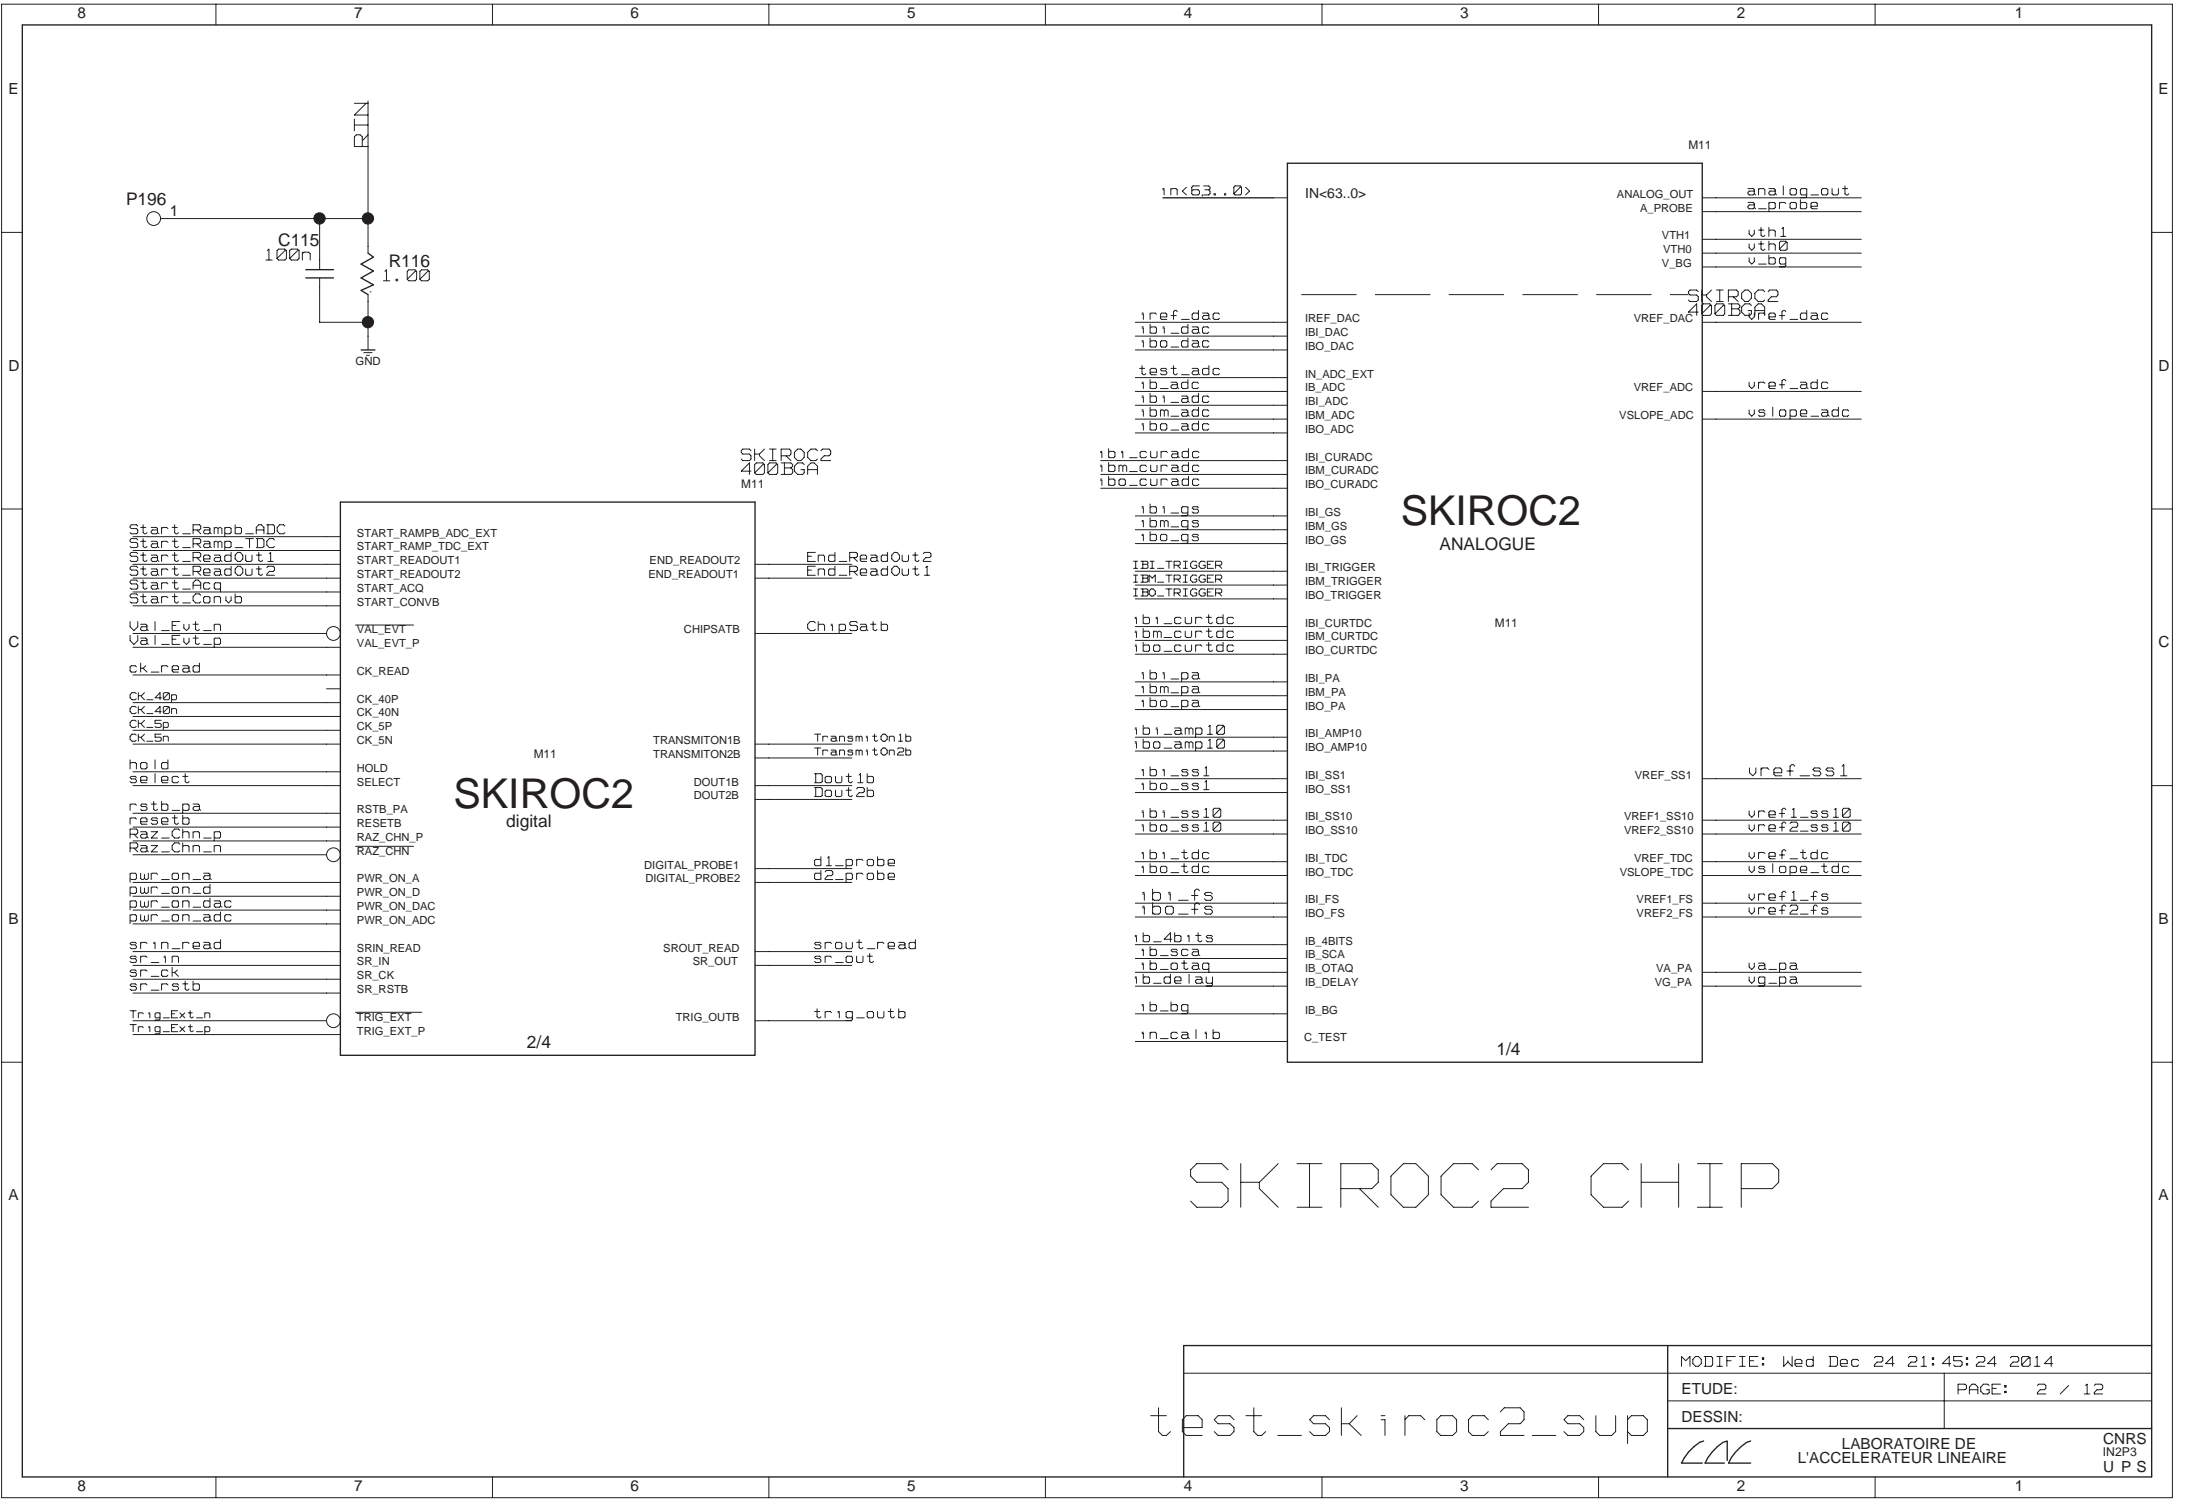 8 7 6 5 4 3 2 1
E E
D D
C C
B B
A A
RTN
P196
1
C115
100n
R116
1.00
GND
SKIROC2
400BGA
M11
Start_Rampb_ADC START_RAMPB_ADC_EXT
Start_Ramp_TDC START_RAMP_TDC_EXT
Start_ReadOut1 START_READOUT1 END_READOUT2 End_ReadOut2
Start_ReadOut2 START_READOUT2 END_READOUT1 End_ReadOut1
Start_Acq START_ACQ
Start_Convb START_CONVB
Val_Evt_n VAL_EVT CHIPSATB ChipSatb
Val_Evt_p VAL_EVT_P
ck_read CK_READ
CK_40p CK_40P
CK_40n CK_40N
CK_5p CK_5P
CK_5n CK_5N TRANSMITON1B TransmitOn1b
M11 TRANSMITON2B TransmitOn2b
hold HOLD
select SELECT DOUT1B Dout1b
SKIROC2 DOUT2B Dout2b
digital
rstb_pa RSTB_PA
resetb RESETB
Raz_Chn_p RAZ_CHN_P
Raz_Chn_n RAZ_CHN
DIGITAL_PROBE1 d1_probe
pwr_on_a PWR_ON_A DIGITAL_PROBE2 d2_probe
pwr_on_d PWR_ON_D
pwr_on_dac PWR_ON_DAC
pwr_on_adc PWR_ON_ADC
srin_read SRIN_READ SROUT_READ srout_read
sr_in SR_IN SR_OUT sr_out
sr_ck SR_CK
sr_rstb SR_RSTB
Trig_Ext_n TRIG_EXT TRIG_OUTB trig_outb
Trig_Ext_p TRIG_EXT_P
2/4
M11
in<63..0> IN<63..0> ANALOG_OUT analog_out
A_PROBE a_probe
VTH1 vth1
VTH0 vth0
V_BG v_bg
SKIROC2
400BGA
iref_dac IREF_DAC VREF_DAC vref_dac
ibi_dac IBI_DAC
ibo_dac IBO_DAC
test_adc IN_ADC_EXT
ib_adc IB_ADC VREF_ADC vref_adc
ibi_adc IBI_ADC
ibm_adc IBM_ADC VSLOPE_ADC vslope_adc
ibo_adc IBO_ADC
ibi_curadc IBI_CURADC
ibm_curadc IBM_CURADC
ibo_curadc IBO_CURADC
SKIROC2
ANALOGUE
ibi_gs IBI_GS
ibm_gs IBM_GS
ibo_gs IBO_GS
IBI_TRIGGER IBI_TRIGGER
IBM_TRIGGER IBM_TRIGGER
IBO_TRIGGER IBO_TRIGGER
ibi_curtdc IBI_CURTDC M11
ibm_curtdc IBM_CURTDC
ibo_curtdc IBO_CURTDC
ibi_pa IBI_PA
ibm_pa IBM_PA
ibo_pa IBO_PA
ibi_amp10 IBI_AMP10
ibo_amp10 IBO_AMP10
ibi_ss1 IBI_SS1 VREF_SS1 vref_ss1
ibo_ss1 IBO_SS1
ibi_ss10 IBI_SS10 VREF1_SS10 vref1_ss10
ibo_ss10 IBO_SS10 VREF2_SS10 vref2_ss10
ibi_tdc IBI_TDC VREF_TDC vref_tdc
ibo_tdc IBO_TDC VSLOPE_TDC vslope_tdc
ibi_fs IBI_FS VREF1_FS vref1_fs
ibo_fs IBO_FS VREF2_FS vref2_fs
ib_4bits IB_4BITS
ib_sca IB_SCA
ib_otaq IB_OTAQ VA_PA va_pa
ib_delay IB_DELAY VG_PA vg_pa
ib_bg IB_BG
in_calib C_TEST
1/4
SKIROC2 CHIP
test_skiroc2_sup
MODIFIE: Wed Dec 24 21:45:24 2014
ETUDE: PAGE: 2 / 12
DESSIN:
LAL
LABORATOIRE DE
L'ACCELERATEUR LINEAIRE
CNRS
IN2P3
U P S
8 7 6 5 4 3 2 1